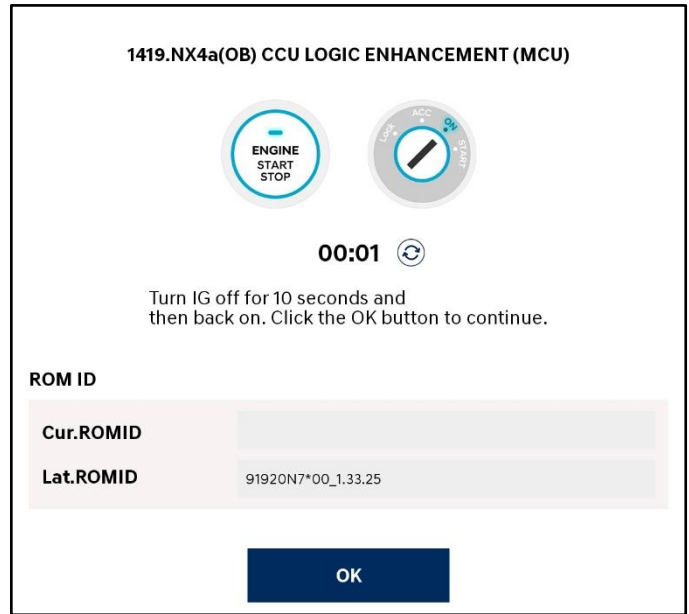 1419.NX4a(OB) CCU LOGIC ENHANCEMENT (MCU)
ENGINE
START
STOP
Lock
ACC
ON
START
00:01
Turn IG off for 10 seconds and
then back on. Click the OK button to continue.
ROM ID
Cur.ROMID
Lat.ROMID 91920N7*00_1.33.25
OK